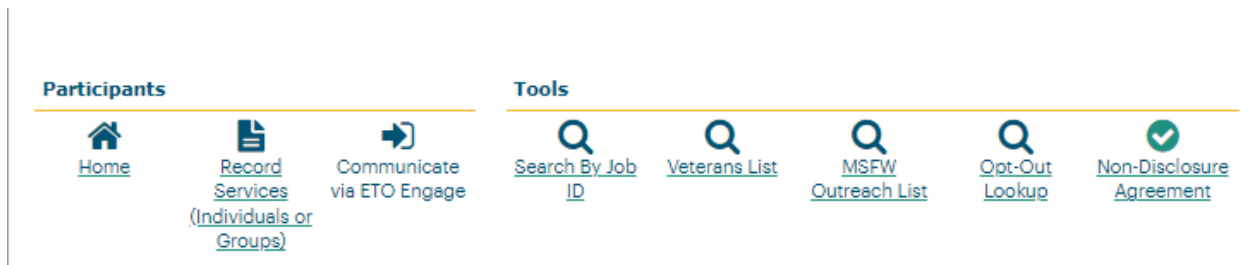 Participants
Tools
Home
Record
Services
(Individuals or
Groups)
Communicate
via ETO Engage
Search By Job
ID
Veterans List
MSFW
Outreach List
Opt-Out
Lookup
Non-Disclosure
Agreement